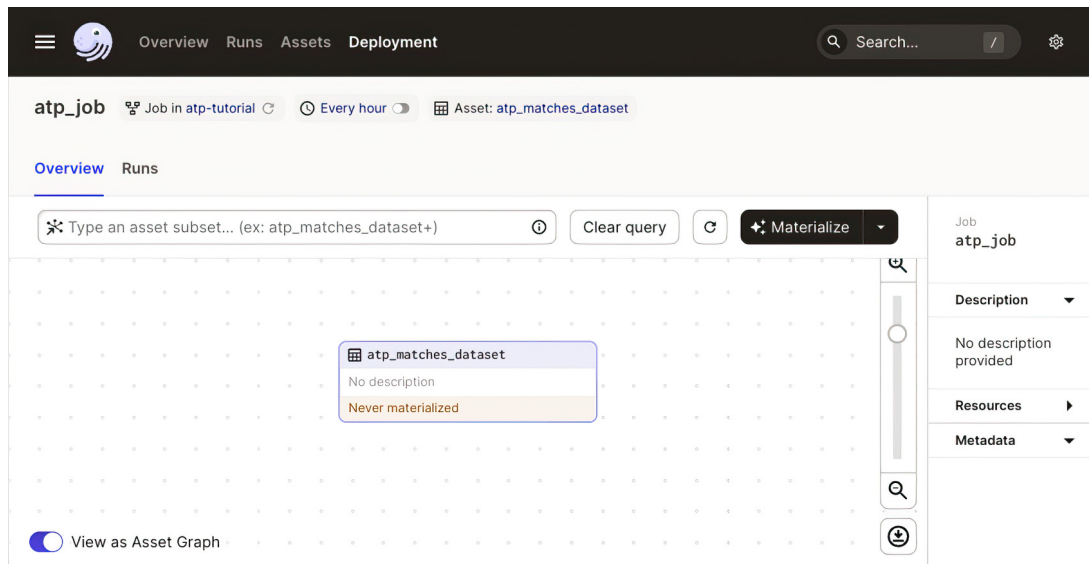 Overview Runs Assets Deployment Search... /
atp_job Job in atp-tutorial Every hour Asset: atp_matches_dataset
Overview Runs
Type an asset subset... (ex: atp_matches_dataset+) Clear query Materialize
Job
atp_job
Description
No description
provided
Resources
Metadata
atp_matches_dataset
No description
Never materialized
View as Asset Graph